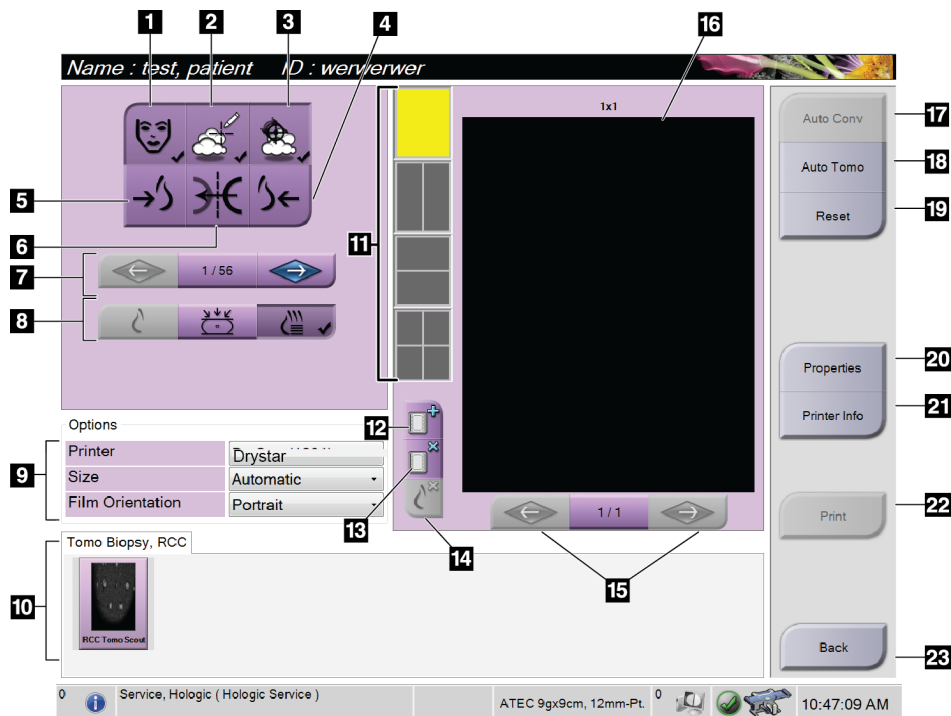 1
2
3
4
16
Name : test, patient ID : werwerwer
1x1
Auto Conv
17
Auto Tomo
18
Reset
19
5
6
11
7
1 / 56
8
Properties
20
Printer Info
21
Options
12
9
Printer
Drystar
Size
Automatic
Film Orientation
Portrait
13
14
1 / 1
15
Print
22
Tomo Biopsy, RCC
10
RCC Tomo Scout
Back
23
0
Service, Hologic ( Hologic Service )
ATEC 9gx9cm, 12mm-Pt.
0
10:47:09 AM